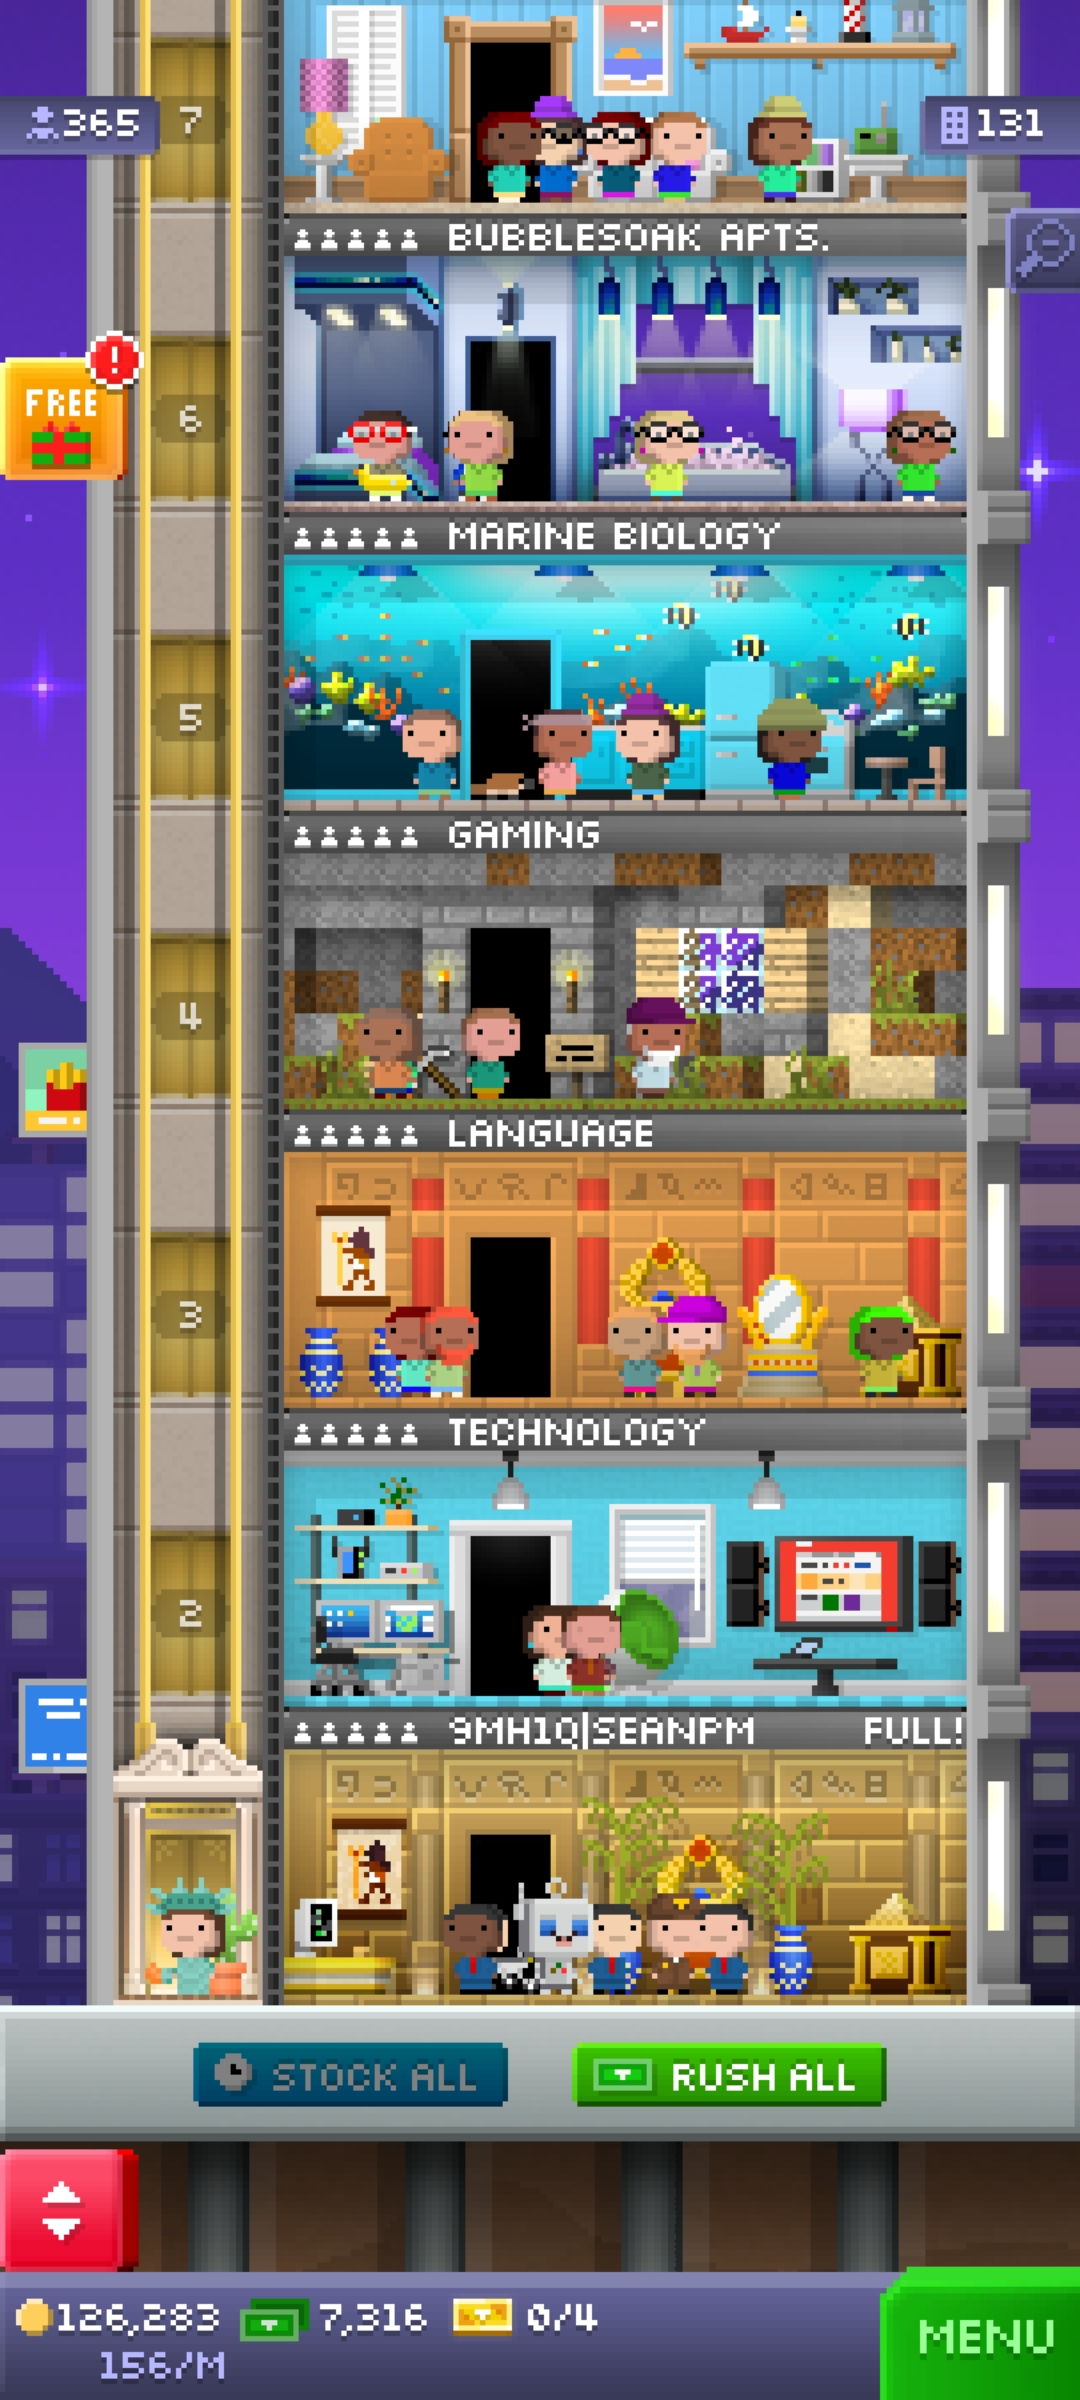 365
7
131
BUBBLESOAK APTS.
FREE
!
6
MARINE BIOLOGY
5
GAMING
4
LANGUAGE
3
TECHNOLOGY
2
9MH1Q|SEANPM FULL!
STOCK ALL
RUSH ALL
126,283 7,316 0/4
156/M
MENU